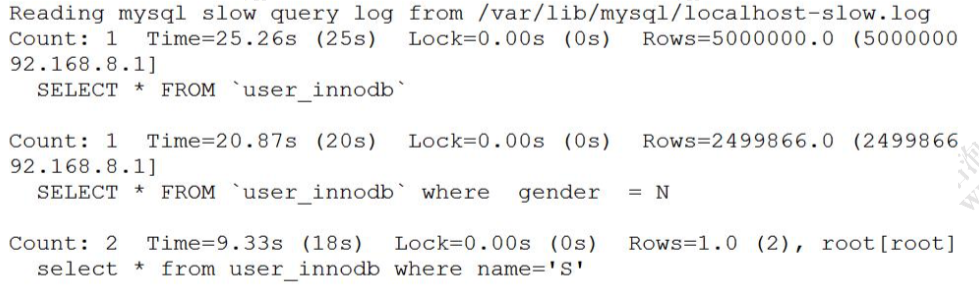 Reading mysql slow query log from /var/lib/mysql/localhost-slow.log
Count: 1  Time=25.26s (25s)  Lock=0.00s (0s)  Rows=5000000.0 (5000000
92.168.8.1]
  SELECT * FROM `user_innodb`
Count: 1  Time=20.87s (20s)  Lock=0.00s (0s)  Rows=2499866.0 (2499866
92.168.8.1]
  SELECT * FROM `user_innodb` where  gender  = N
Count: 2  Time=9.33s (18s)  Lock=0.00s (0s)  Rows=1.0 (2), root[root]
  select * from user_innodb where name='S'